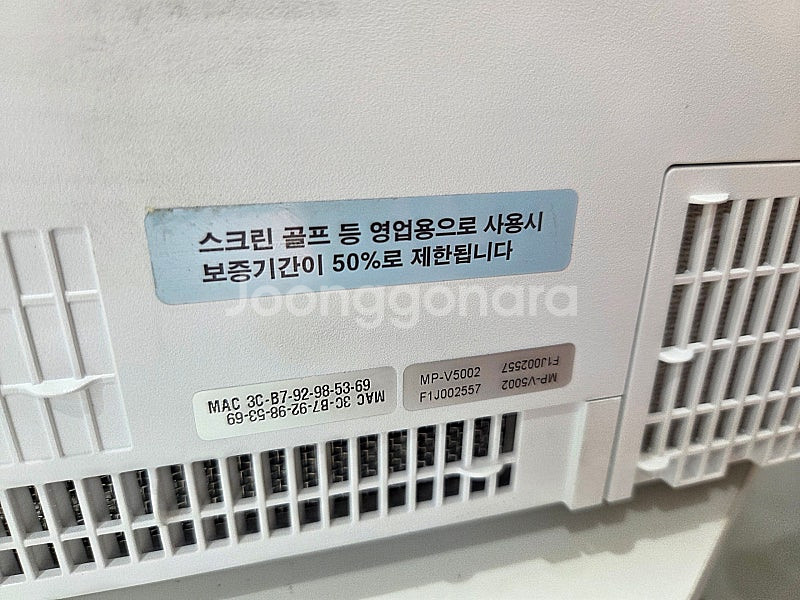 스크린 골프 등 영업용으로 사용시
보증기간이 50%로 제한됩니다
Joonggonara
MAC 3C-B7-92-98-53-69
MAC 3C-B7-92-98-53-69
MP-V5002
F1J002557
MP-V5002
F1J002557